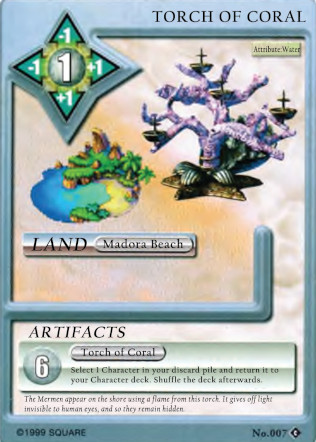 TORCH OF CORAL
Attribute:Water
-1
-1 1 +1
+1
LAND Madora Beach
ARTIFACTS
6 Torch of Coral
Select 1 Character in your discard pile and return it to
your Character deck. Shuffle the deck afterwards.
The Mermen appear on the shore using a flame from this torch. It gives off light
invisible to human eyes, and so they remain hidden.
©1999 SQUARE No.007 C